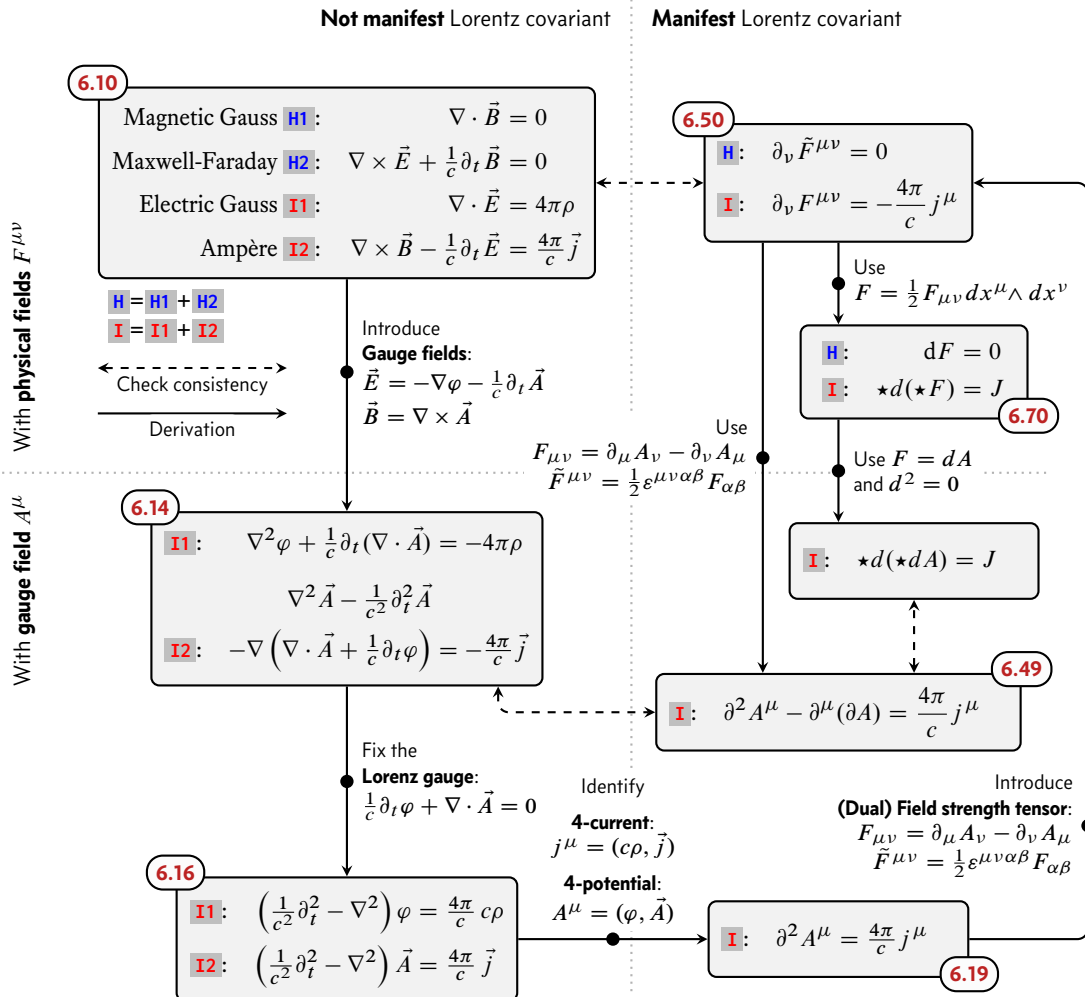 Not manifest Lorentz covariant
Manifest Lorentz covariant
With physical fields F^{μν}
With gauge field A^μ
6.10
Magnetic Gauss H1: ∇ · B⃗ = 0
Maxwell-Faraday H2: ∇ × E⃗ + 1/c ∂_t B⃗ = 0
Electric Gauss I1: ∇ · E⃗ = 4πρ
Ampère I2: ∇ × B⃗ − 1/c ∂_t E⃗ = 4π/c j⃗
H = H1 + H2
I = I1 + I2
Check consistency
Derivation
Introduce
Gauge fields:
E⃗ = −∇φ − 1/c ∂_t A⃗
B⃗ = ∇ × A⃗
6.50
H: ∂_ν F̃^{μν} = 0
I: ∂_ν F^{μν} = −4π/c j^μ
Use
F = 1/2 F_{μν} dx^μ ∧ dx^ν
H: dF = 0
I: ⋆d(⋆F) = J
6.70
Use
F_{μν} = ∂_μ A_ν − ∂_ν A_μ
F̃^{μν} = 1/2 ε^{μναβ} F_{αβ}
Use F = dA
and d² = 0
I: ⋆d(⋆dA) = J
6.14
I1: ∇²φ + 1/c ∂_t(∇ · A⃗) = −4πρ
∇²A⃗ − 1/c² ∂_t² A⃗
I2: −∇(∇ · A⃗ + 1/c ∂_t φ) = −4π/c j⃗
6.49
I: ∂²A^μ − ∂^μ(∂A) = 4π/c j^μ
Fix the
Lorenz gauge:
1/c ∂_t φ + ∇ · A⃗ = 0
Identify
4-current:
j^μ = (cρ, j⃗)
4-potential:
A^μ = (φ, A⃗)
Introduce
(Dual) Field strength tensor:
F_{μν} = ∂_μ A_ν − ∂_ν A_μ
F̃^{μν} = 1/2 ε^{μναβ} F_{αβ}
6.16
I1: (1/c² ∂_t² − ∇²) φ = 4π/c cρ
I2: (1/c² ∂_t² − ∇²) A⃗ = 4π/c j⃗
I: ∂²A^μ = 4π/c j^μ
6.19